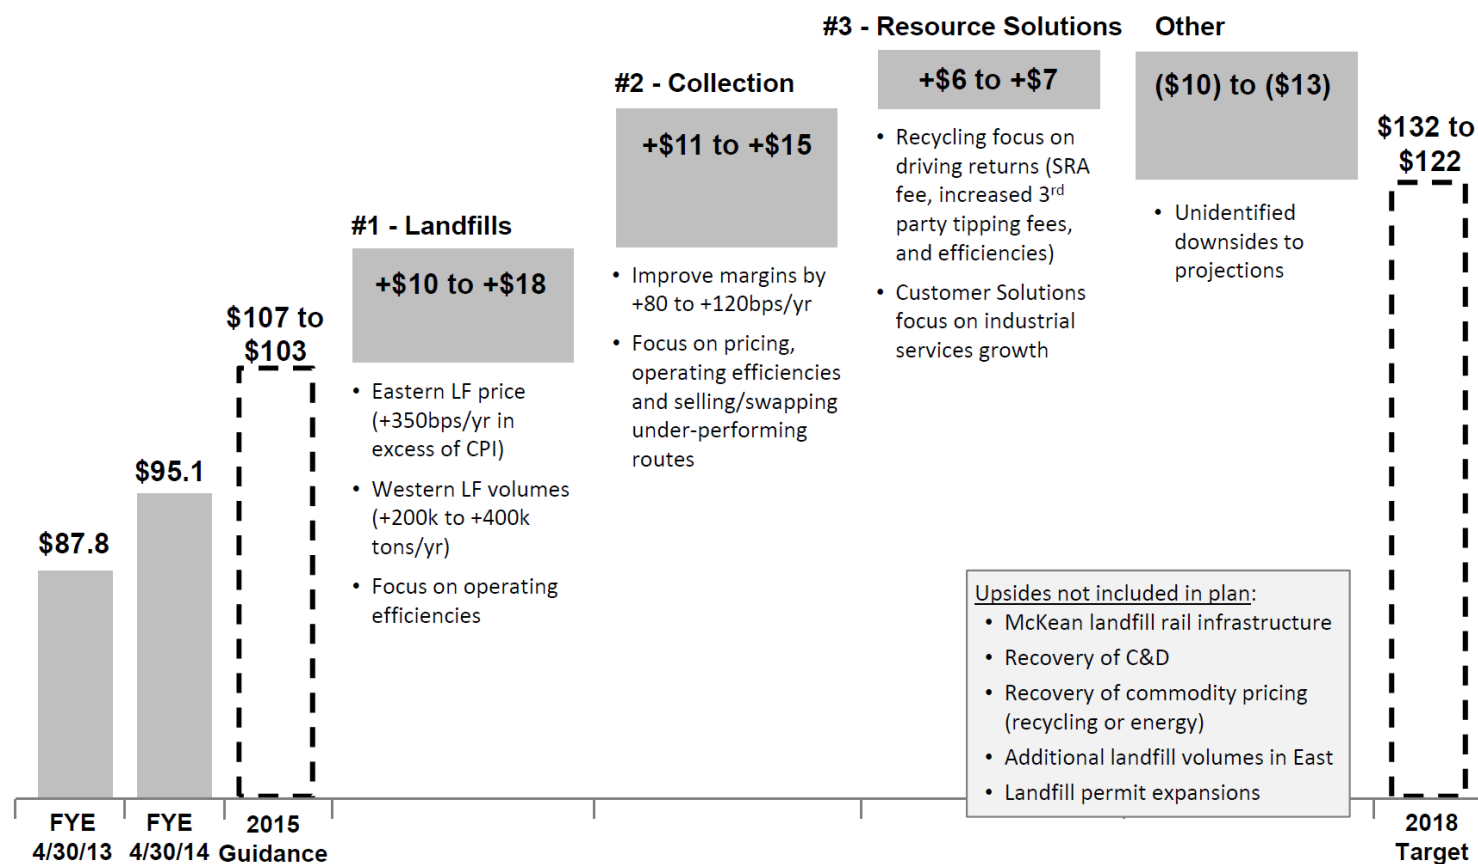 #3 - Resource Solutions
Other
+$6 to +$7
($10) to ($13)
#2 - Collection
+$11 to +$15
$132 to
$122
• Recycling focus on
driving returns (SRA
fee, increased 3rd
party tipping fees,
and efficiencies)
• Customer Solutions
focus on industrial
services growth
• Unidentified
downsides to
projections
#1 - Landfills
+$10 to +$18
• Improve margins by
+80 to +120bps/yr
• Focus on pricing,
operating efficiencies
and selling/swapping
under-performing
routes
$107 to
$103
• Eastern LF price
(+350bps/yr in
excess of CPI)
• Western LF volumes
(+200k to +400k
tons/yr)
• Focus on operating
efficiencies
$95.1
$87.8
Upsides not included in plan:
• McKean landfill rail infrastructure
• Recovery of C&D
• Recovery of commodity pricing
(recycling or energy)
• Additional landfill volumes in East
• Landfill permit expansions
FYE
4/30/13
FYE
4/30/14
2015
Guidance
2018
Target